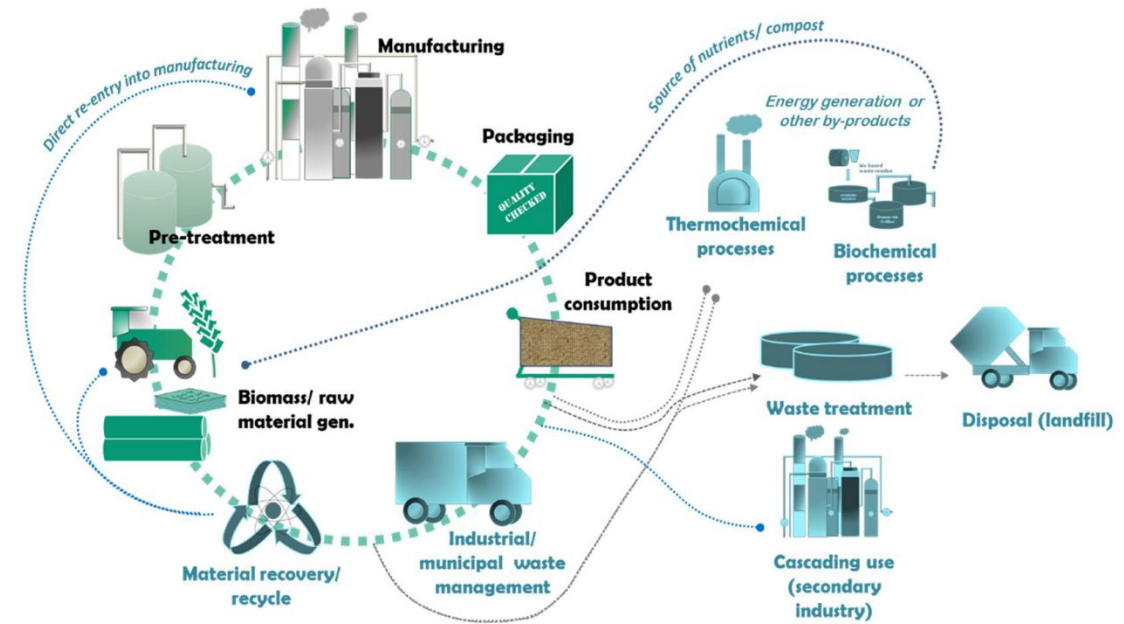 Manufacturing
Direct re-entry into manufacturing
Source of nutrients/ compost
Energy generation or
other by-products
Packaging
QUALITY
CHECKED
Pre-treatment
Thermochemical
processes
Biochemical
processes
Product
consumption
Biomass/ raw
material gen.
Waste treatment
Disposal (landfill)
Industrial/
municipal waste
management
Material recovery/
recycle
Cascading use
(secondary
industry)